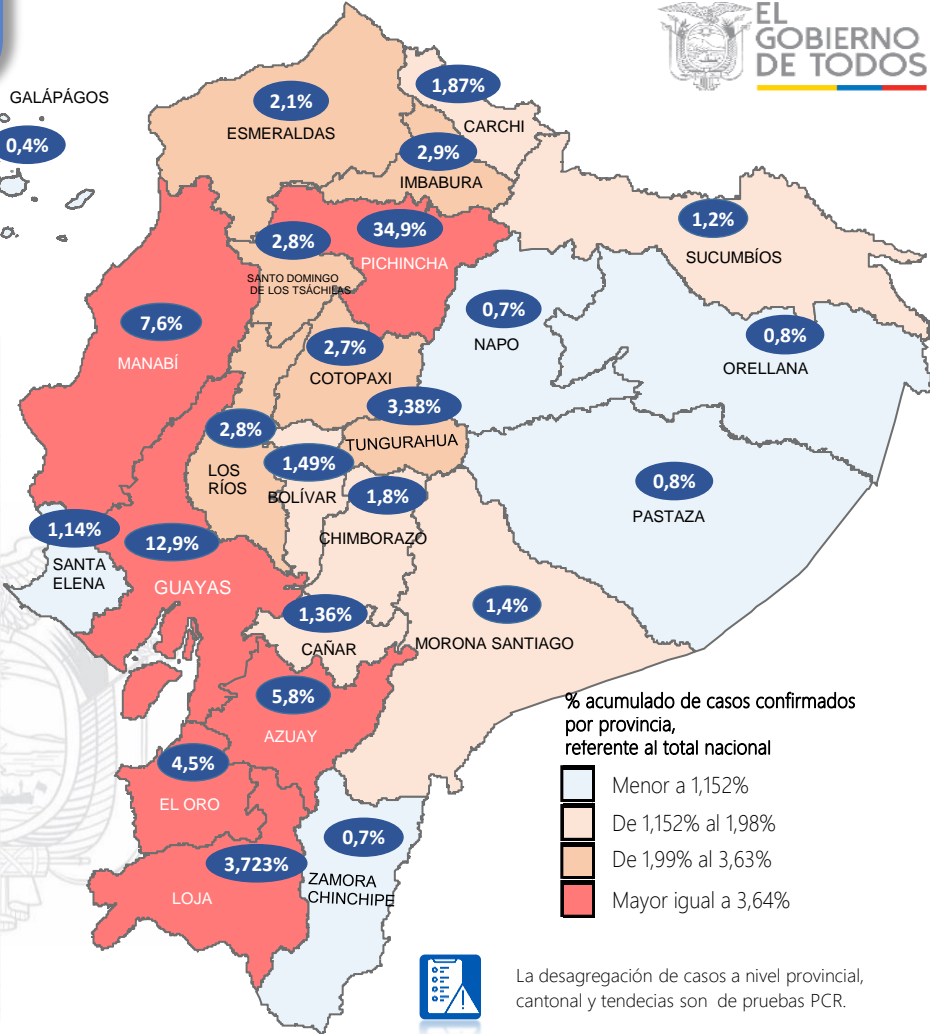 EL
GOBIERNO
DE TODOS
GALÁPÁGOS
0,4%
2,1%
ESMERALDAS
1,87%
CARCHI
2,9%
IMBABURA
1,2%
SUCUMBÍOS
2,8%
SANTO DOMINGO
DE LOS TSÁCHILAS
34,9%
PICHINCHA
7,6%
MANABÍ
0,7%
NAPO
0,8%
ORELLANA
2,7%
COTOPAXI
3,38%
TUNGURAHUA
2,8%
LOS
RÍOS
1,49%
BOLÍVAR
1,8%
CHIMBORAZO
0,8%
PASTAZA
1,14%
SANTA
ELENA
12,9%
GUAYAS
1,36%
CAÑAR
1,4%
MORONA SANTIAGO
5,8%
AZUAY
4,5%
EL ORO
3,723%
LOJA
0,7%
ZAMORA
CHINCHIPE
% acumulado de casos confirmados
por provincia,
referente al total nacional
Menor a 1,152%
De 1,152% al 1,98%
De 1,99% al 3,63%
Mayor igual a 3,64%
La desagregación de casos a nivel provincial,
cantonal y tendecias son de pruebas PCR.